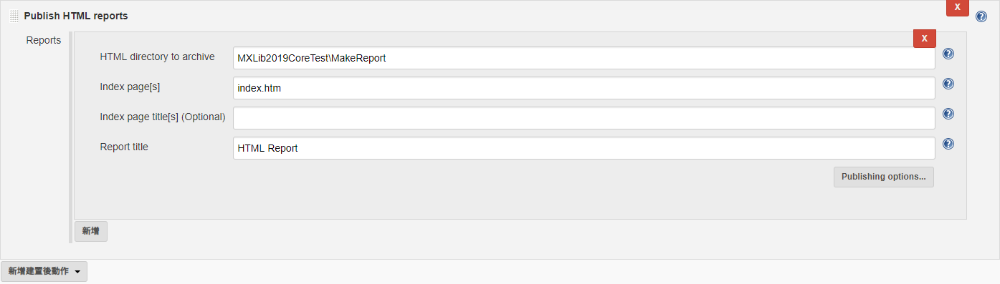 Publish HTML reports
X
?
Reports
X
HTML directory to archive
MXLib2019CoreTest\MakeReport
?
Index page[s]
index.htm
?
Index page title[s] (Optional)
?
Report title
HTML Report
?
Publishing options...
新增
新增建置後動作